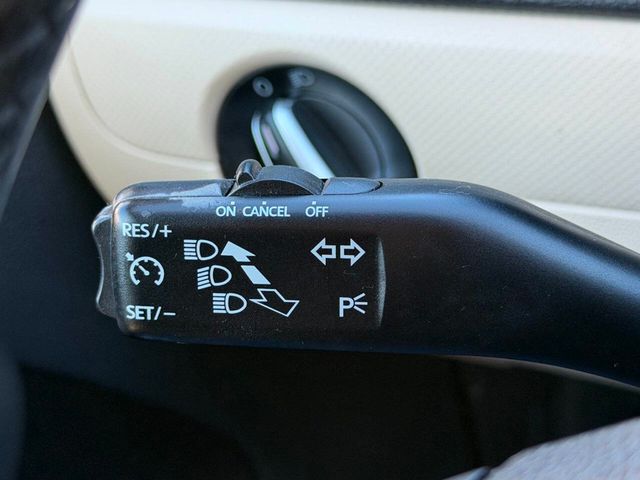 ON CANCEL OFF
RES/+
SET/-
P